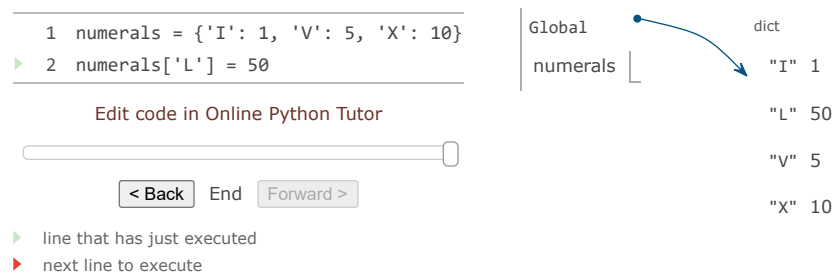 1 numerals = {'I': 1, 'V': 5, 'X': 10}
2 numerals['L'] = 50
Edit code in Online Python Tutor
< Back End Forward >
line that has just executed
next line to execute
Global
numerals
dict
"I" 1
"L" 50
"V" 5
"X" 10